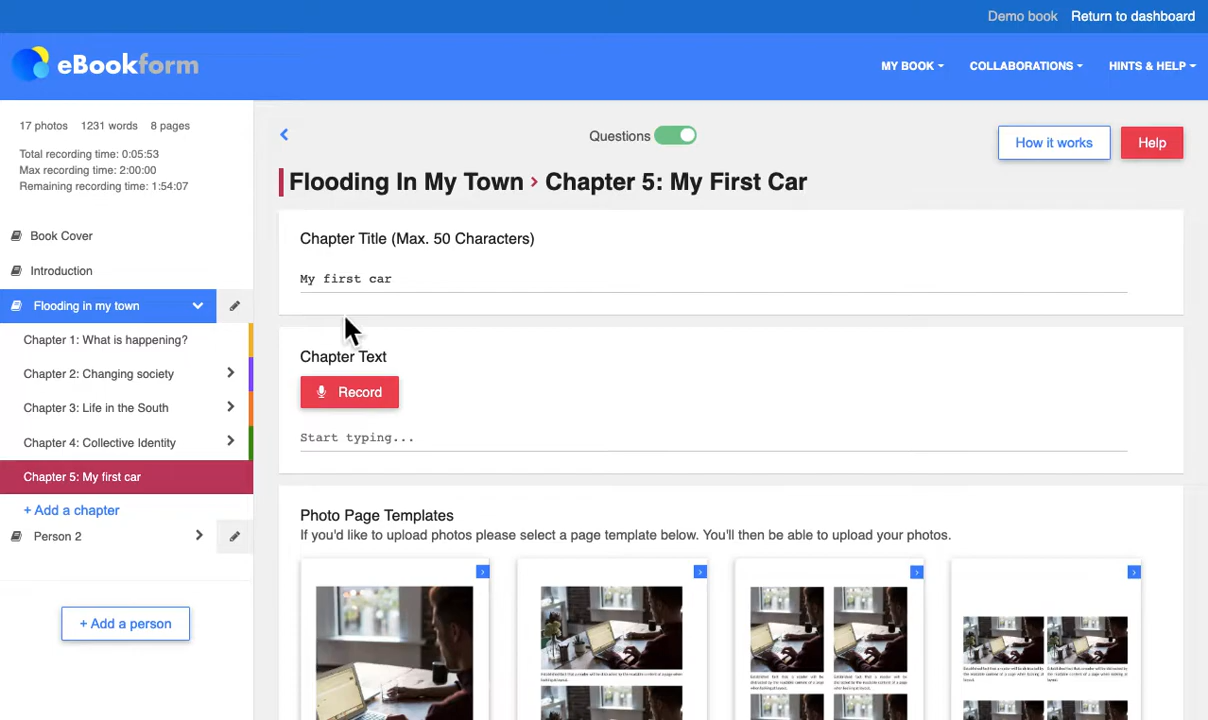 Demo book Return to dashboard
eBookform
MY BOOK COLLABORATIONS HINTS & HELP
17 photos 1231 words 8 pages
Total recording time: 0:05:53
Max recording time: 2:00:00
Remaining recording time: 1:54:07
Book Cover
Introduction
Flooding in my town
Chapter 1: What is happening?
Chapter 2: Changing society
Chapter 3: Life in the South
Chapter 4: Collective Identity
Chapter 5: My first car
+ Add a chapter
Person 2
+ Add a person
Questions
How it works
Help
Flooding In My Town › Chapter 5: My First Car
Chapter Title (Max. 50 Characters)
My first car
Chapter Text
Record
Start typing...
Photo Page Templates
If you'd like to upload photos please select a page template below. You'll then be able to upload your photos.